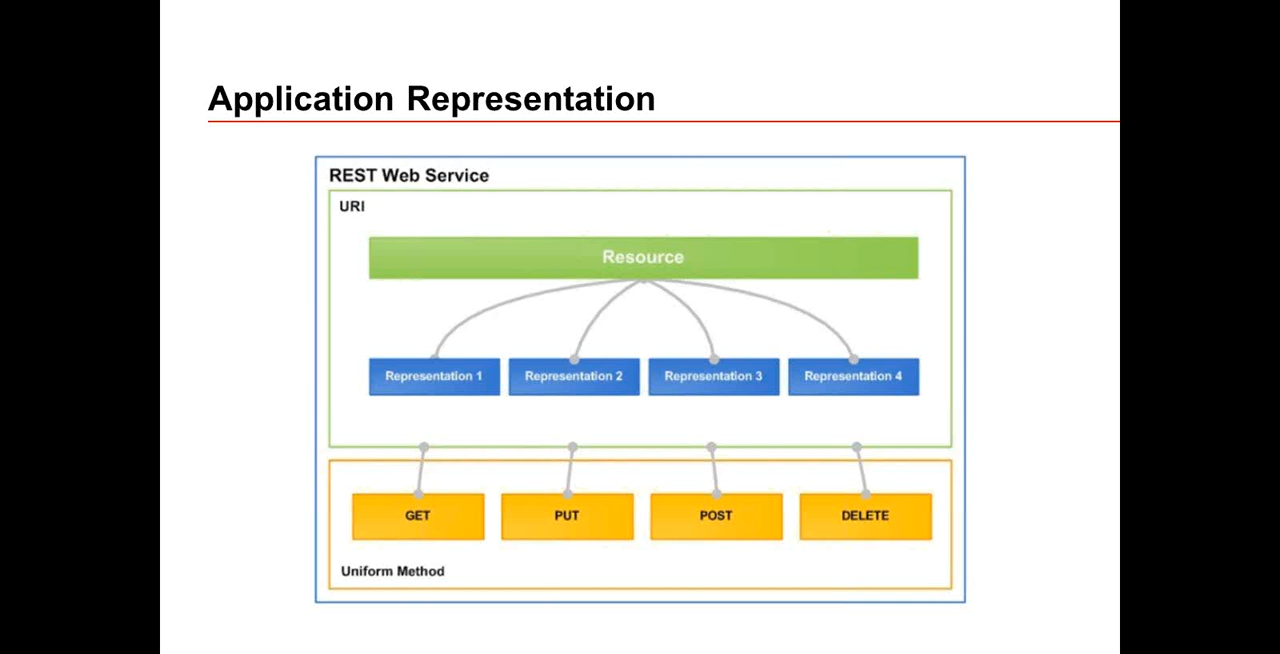 Application Representation
REST Web Service
URI
Resource
Representation 1
Representation 2
Representation 3
Representation 4
GET
PUT
POST
DELETE
Uniform Method